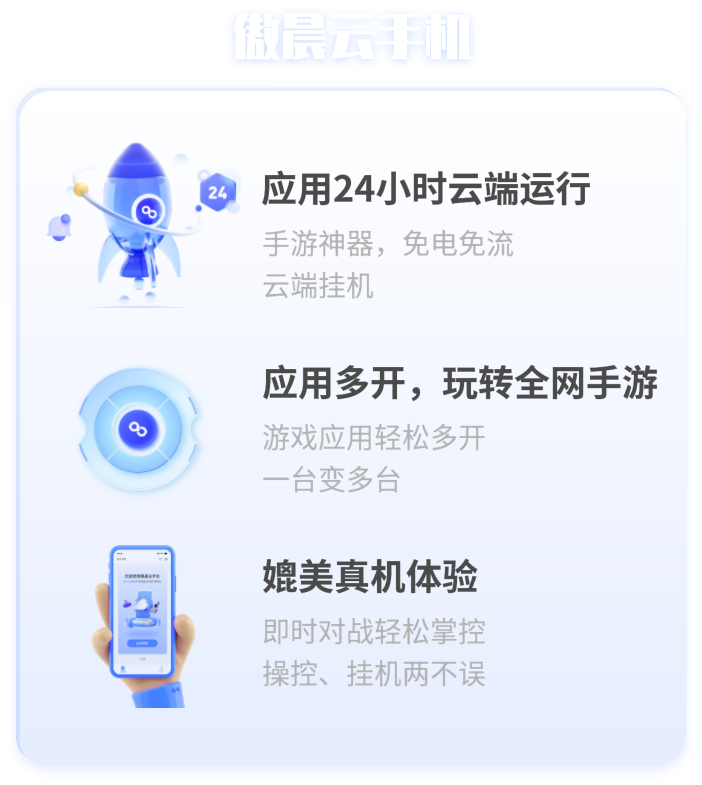 傲晨云手机
24
应用24小时云端运行
手游神器，免电免流
云端挂机
应用多开，玩转全网手游
游戏应用轻松多开
一台变多台
媲美真机体验
即时对战轻松掌控
操控、挂机两不误